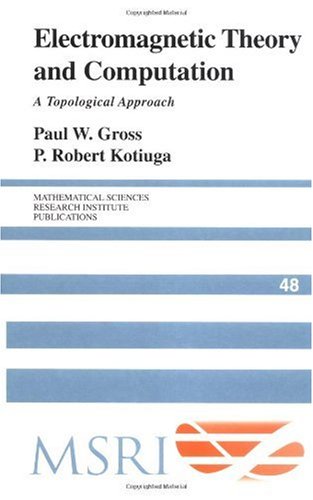 Electromagnetic Theory
and Computation
A Topological Approach
Paul W. Gross
P. Robert Kotiuga
MATHEMATICAL SCIENCES
RESEARCH INSTITUTE
PUBLICATIONS
48
MSRI